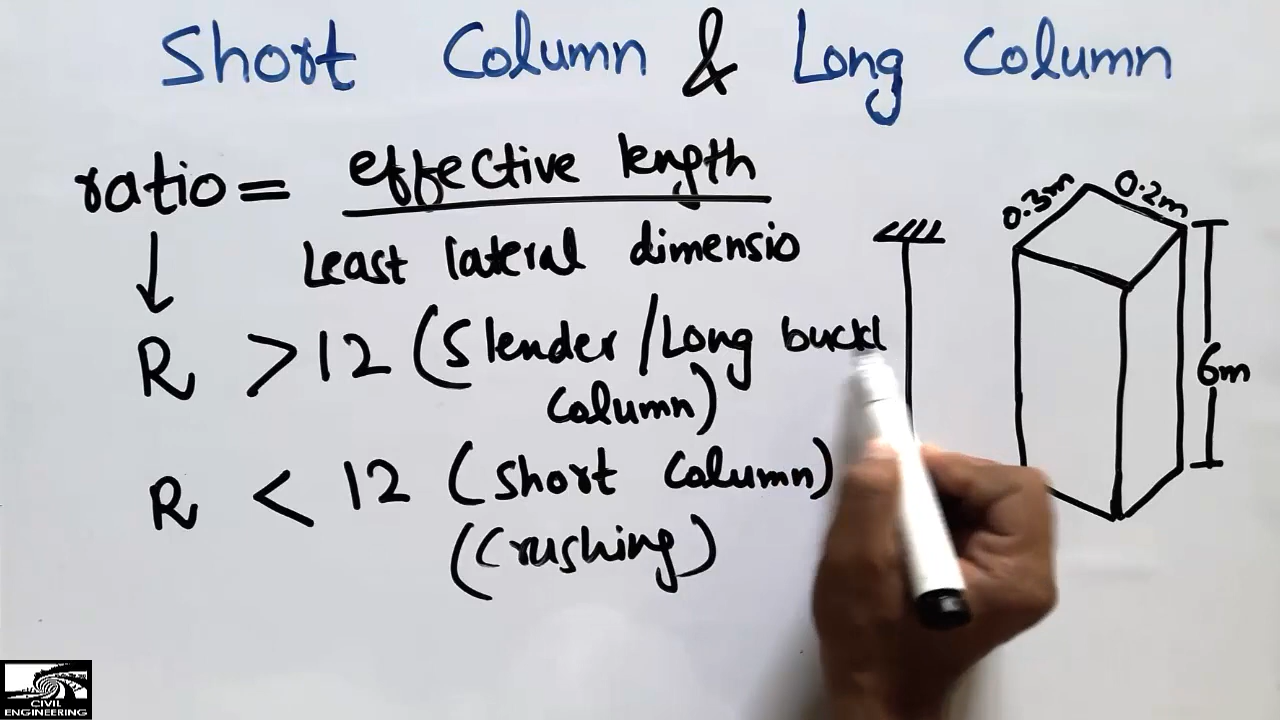 Short Column & Long Column
ratio = effective length
Least lateral dimensio
R > 12 (Slender/Long buckl
Column)
R < 12 (Short Column)
(Crushing)
0.3m
0.2m
6m
CIVIL
ENGINEERING